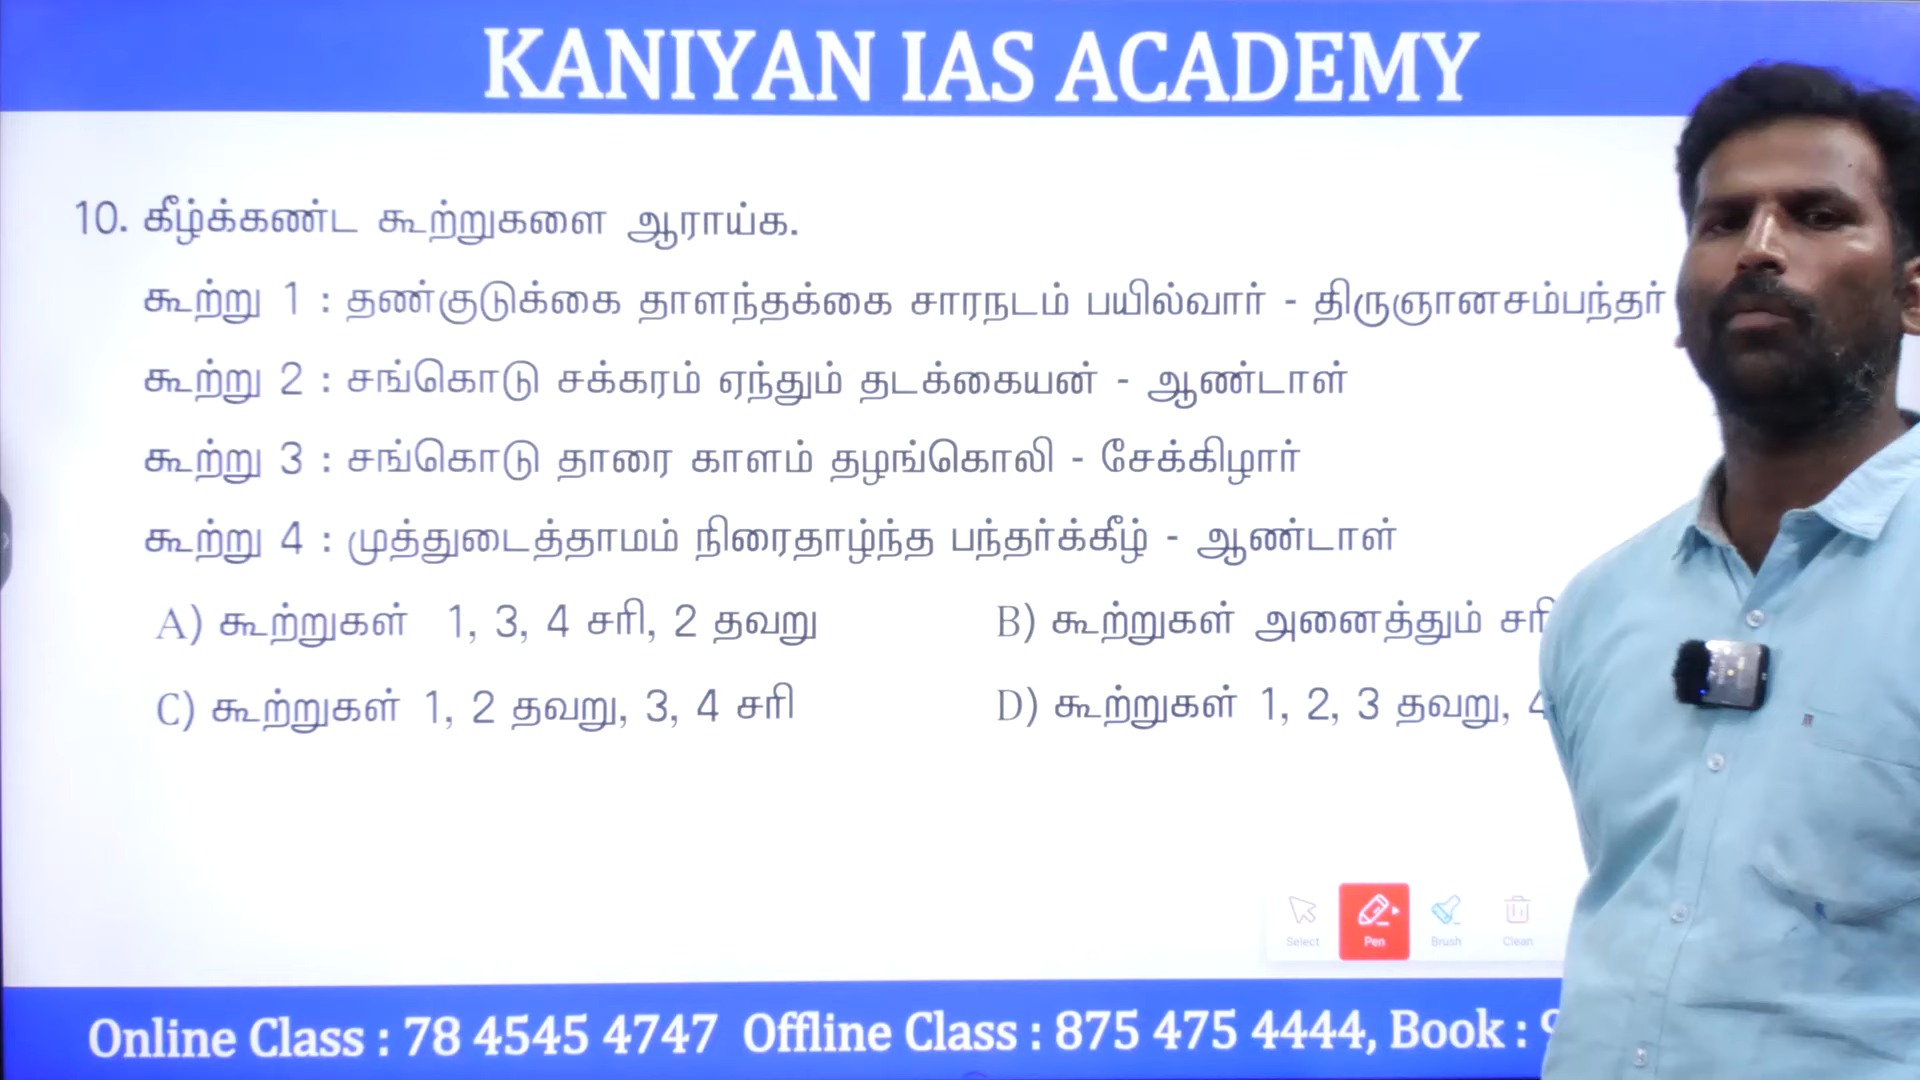 KANIYAN IAS ACADEMY
10. கீழ்க்கண்ட கூற்றுகளை ஆராய்க.
கூற்று 1 : தண்குடுக்கை தாளந்தக்கை சாரநடம் பயில்வார் - திருஞானசம்பந்தர்
கூற்று 2 : சங்கொடு சக்கரம் ஏந்தும் தடக்கையன் - ஆண்டாள்
கூற்று 3 : சங்கொடு தாரை காளம் தழங்கொலி - சேக்கிழார்
கூற்று 4 : முத்துடைத்தாமம் நிரைதாழ்ந்த பந்தர்க்கீழ் - ஆண்டாள்
A) கூற்றுகள் 1, 3, 4 சரி, 2 தவறு
B) கூற்றுகள் அனைத்தும் சரி
C) கூற்றுகள் 1, 2 தவறு, 3, 4 சரி
D) கூற்றுகள் 1, 2, 3 தவறு, 4
Select Pen Brush Clean
Online Class : 78 4545 4747 Offline Class : 875 475 4444, Book : 9